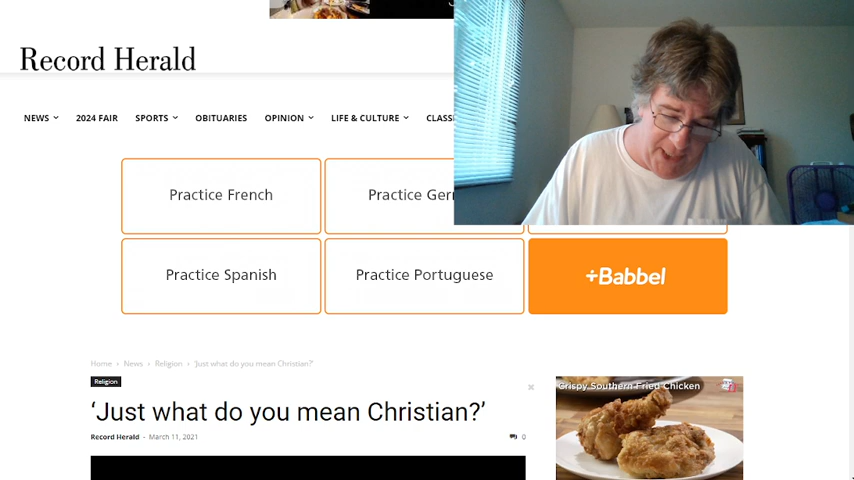 Record Herald
NEWS
2024 FAIR
SPORTS
OBITUARIES
OPINION
LIFE & CULTURE
Practice French
Practice Spanish
Practice Portuguese
÷Babbel
Home › News › Religion › 'Just what do you mean Christian?'
Religion
Crispy Southern Fried Chicken
‘Just what do you mean Christian?’
Record Herald - March 11, 2021
0